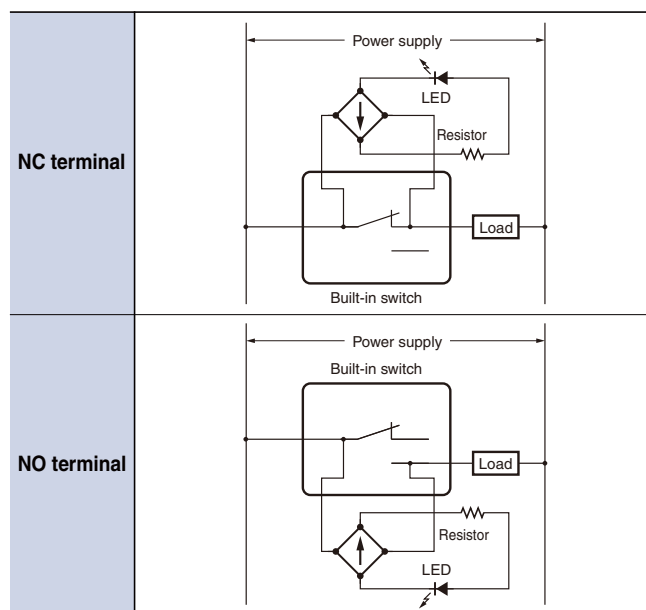 NC terminal
Power supply
LED
Resistor
Load
Built-in switch
NO terminal
Power supply
Built-in switch
Load
Resistor
LED